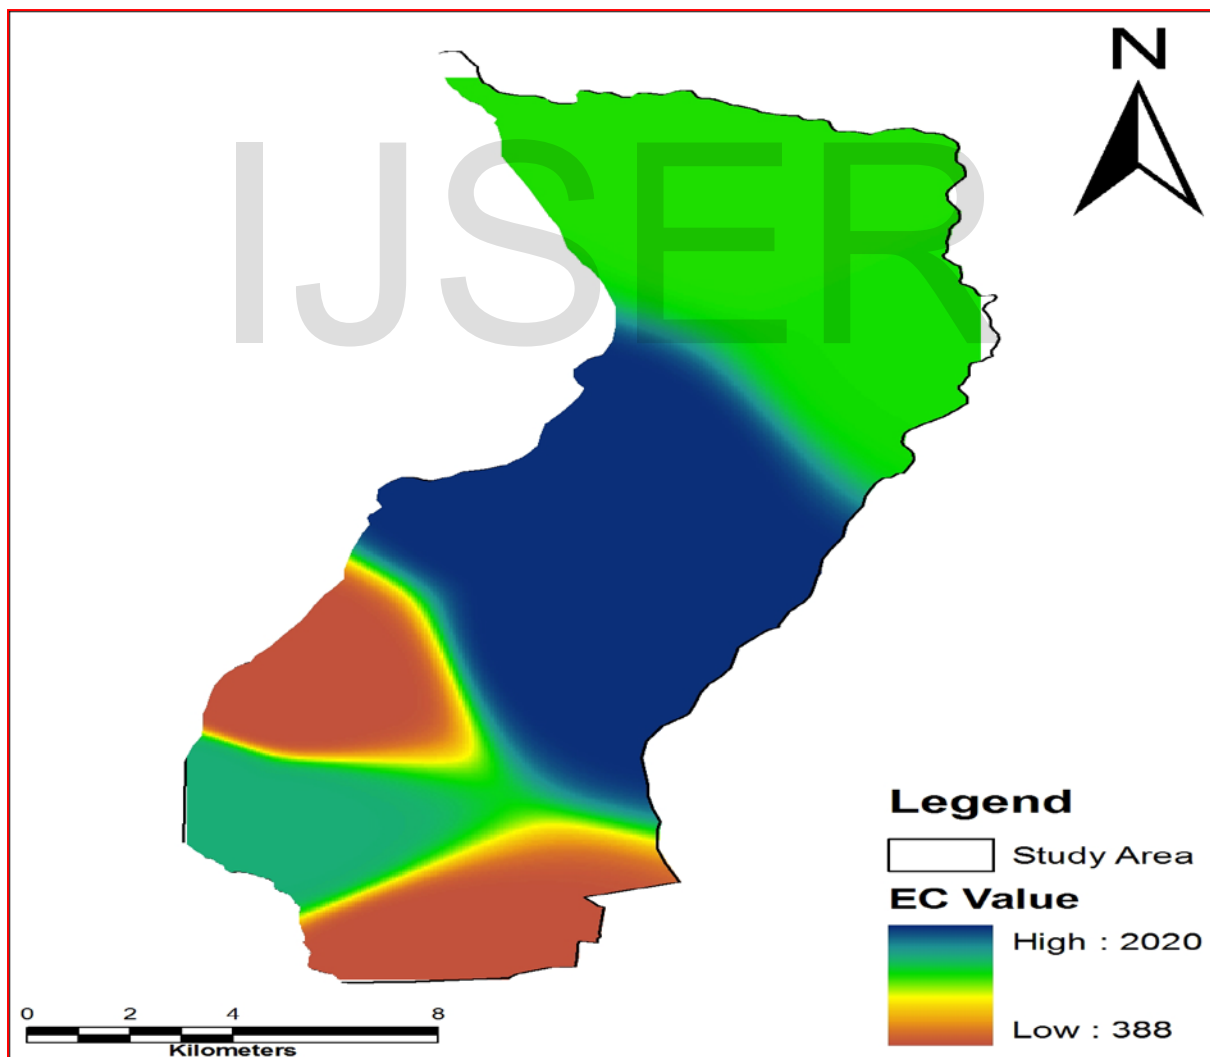 N
IJSER
Legend
Study Area
EC Value
High : 2020
Low : 388
0 2 4 8
Kilometers